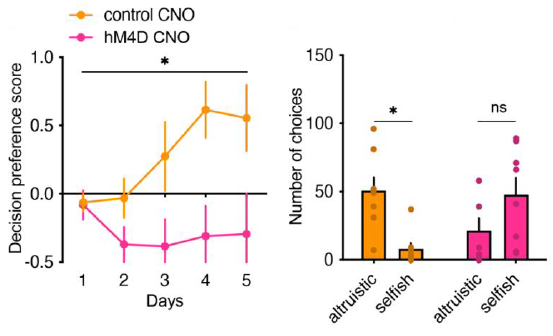 control CNO
hM4D CNO
Decision preference score
1.0
0.5
0.0
-0.5
*
1 2 3 4 5
Days
Number of choices
150
100
50
0
* ns
altruistic selfish altruistic selfish